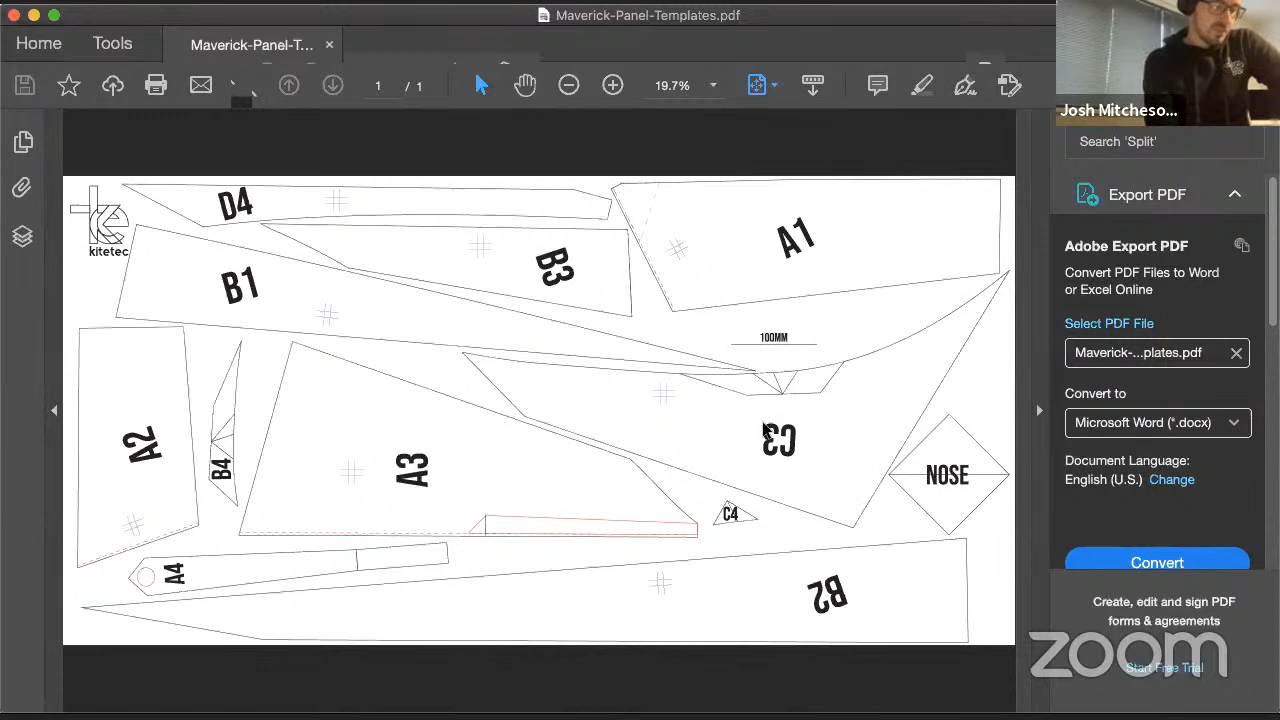 Maverick-Panel-Templates.pdf
Home
Tools
Maverick-Panel-T...
1
/ 1
19.7%
Josh Mitcheso...
Search 'Split'
Export PDF
Adobe Export PDF
Convert PDF Files to Word
or Excel Online
Select PDF File
Maverick-...plates.pdf
Convert to
Microsoft Word (*.docx)
Document Language:
English (U.S.) Change
Convert
Create, edit and sign PDF
forms & agreements
Start Free Trial
zoom
kitetec
D4
A1
B3
B1
100MM
A2
B4
A3
C3
NOSE
C4
A4
B2